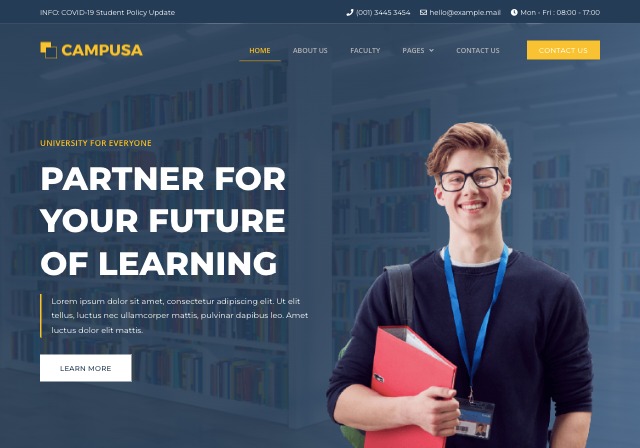 INFO: COVID-19 Student Policy Update
(001) 3445 3454
hello@example.mail
Mon - Fri : 08:00 - 17:00
CAMPUSA
HOME
ABOUT US
FACULTY
PAGES
CONTACT US
CONTACT US
UNIVERSITY FOR EVERYONE
PARTNER FOR
YOUR FUTURE
OF LEARNING
Lorem ipsum dolor sit amet, consectetur adipiscing elit. Ut elit
tellus, luctus nec ullamcorper mattis, pulvinar dapibus leo. Amet
luctus dolor elit mattis.
LEARN MORE